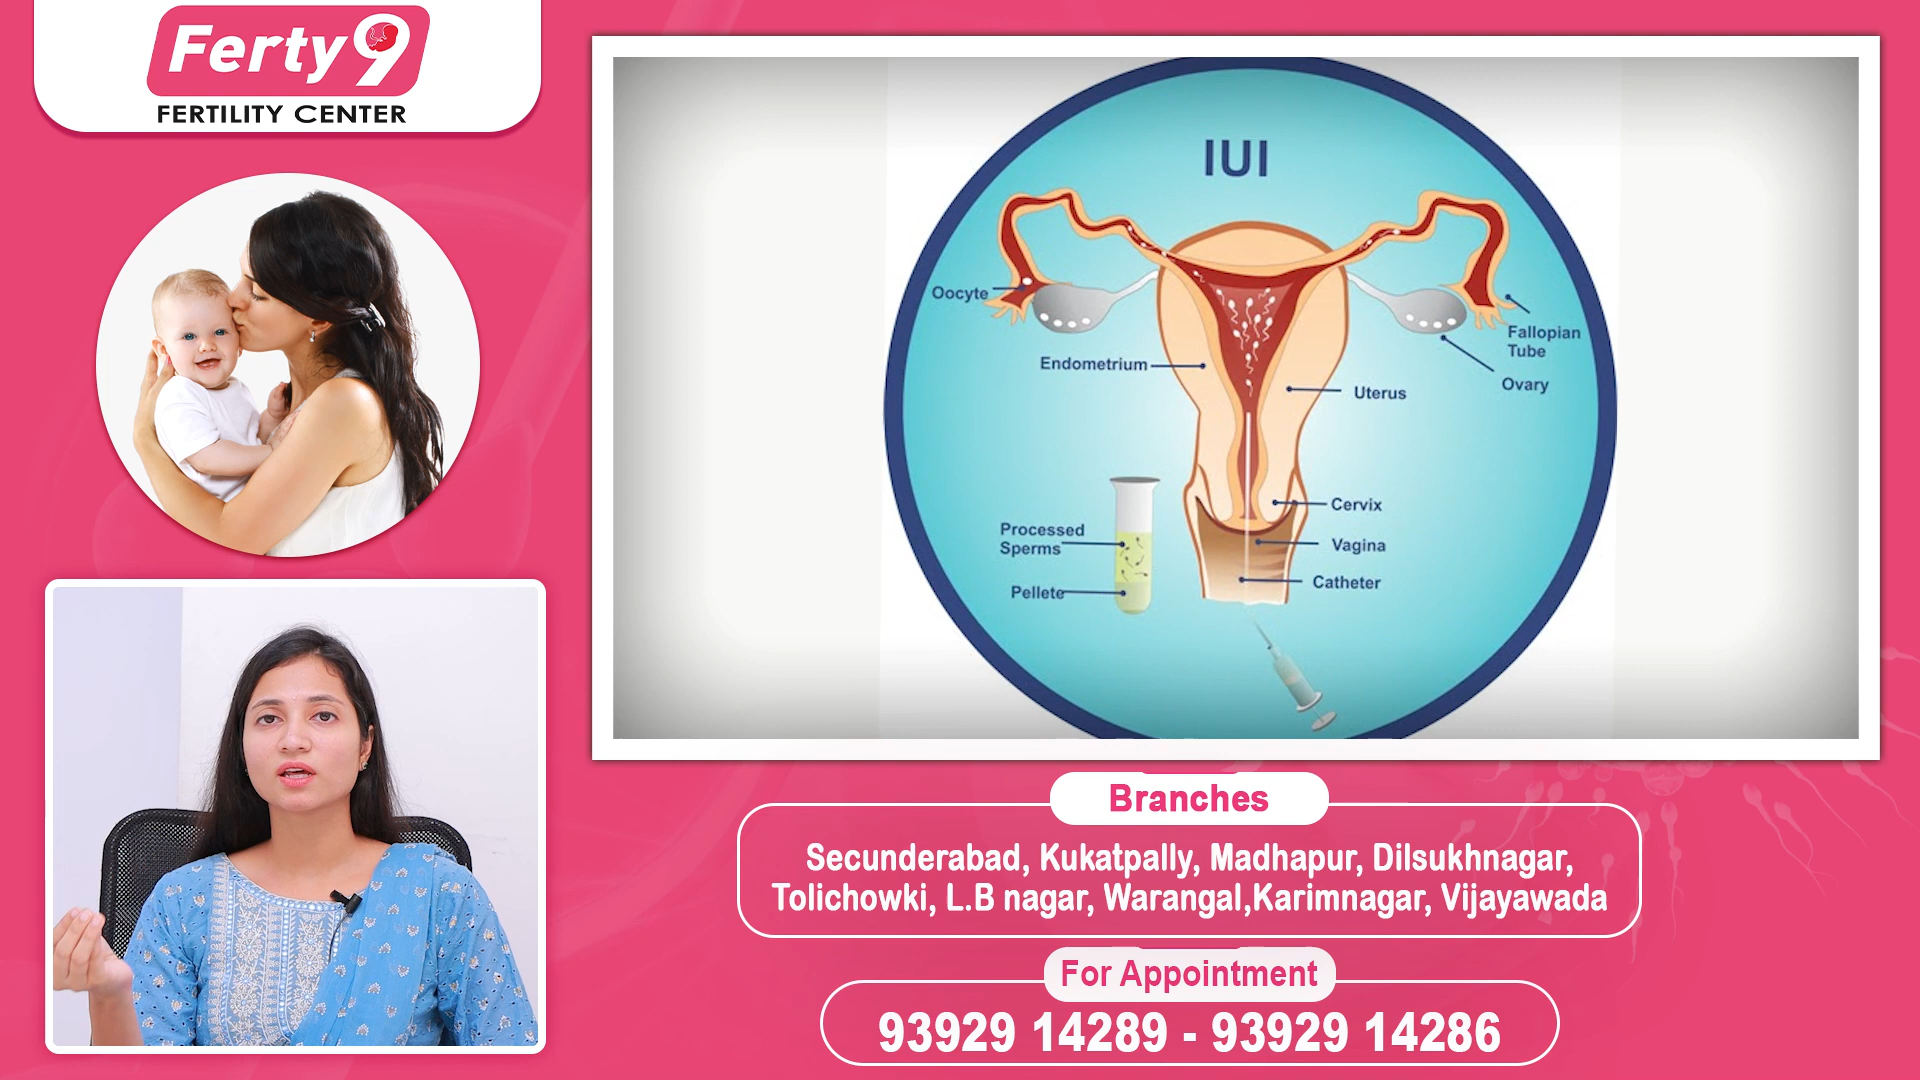 Ferty9
FERTILITY CENTER
IUI
Oocyte
Fallopian
Tube
Ovary
Endometrium
Uterus
Cervix
Processed
Sperms
Vagina
Catheter
Pellete
Branches
Secunderabad, Kukatpally, Madhapur, Dilsukhnagar,
Tolichowki, L.B nagar, Warangal,Karimnagar, Vijayawada
For Appointment
93929 14289 - 93929 14286